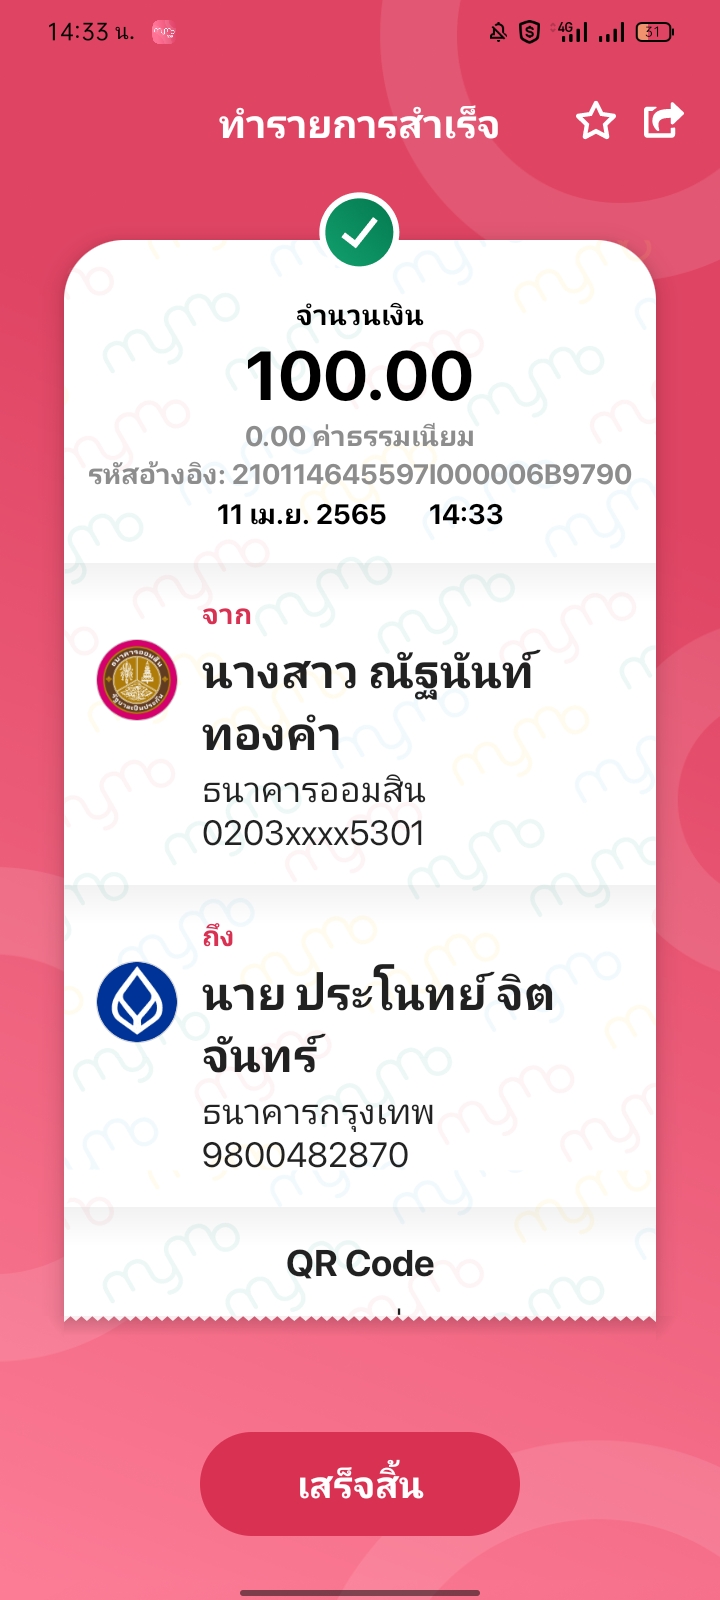 14:33 น.
4G
31
ทำรายการสำเร็จ
จำนวนเงิน
100.00
0.00 ค่าธรรมเนียม
รหัสอ้างอิง: 210114645597I000006B9790
11 เม.ย. 2565 14:33
จาก
นางสาว ณัฐนันท์
ทองคำ
ธนาคารออมสิน
0203xxxx5301
ถึง
นาย ประโนทย์ จิต
จันทร์
ธนาคารกรุงเทพ
9800482870
QR Code
เสร็จสิ้น